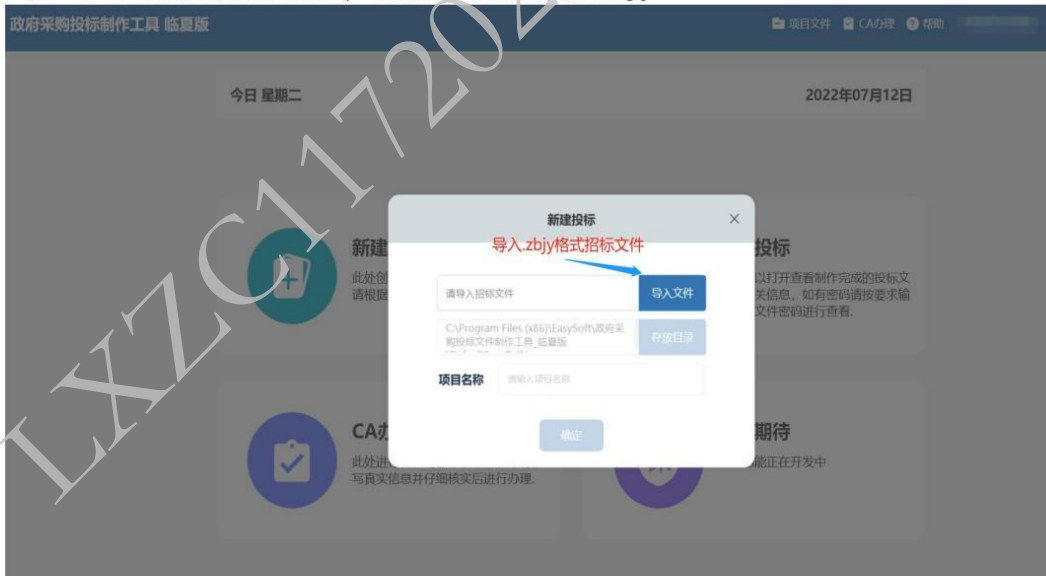 政府采购投标制作工具 临夏版
项目文件 CA办理 帮助
今日 星期二 2022年07月12日
新建投标
导入.zbjy格式招标文件
请导入招标文件 导入文件
C:\Program Files (x86)\EasySoft\政府采
购投标文件制作工具_临夏版
存放目录
项目名称 请输入项目名称
确定
新建
此处创
请根据
投标
以打开查看制作完成的投标文
关信息，如有密码请按要求输
文件密码进行查看.
CA办
此处进
写真实信息并仔细核实后进行办理.
期待
能正在开发中
LXZC11720